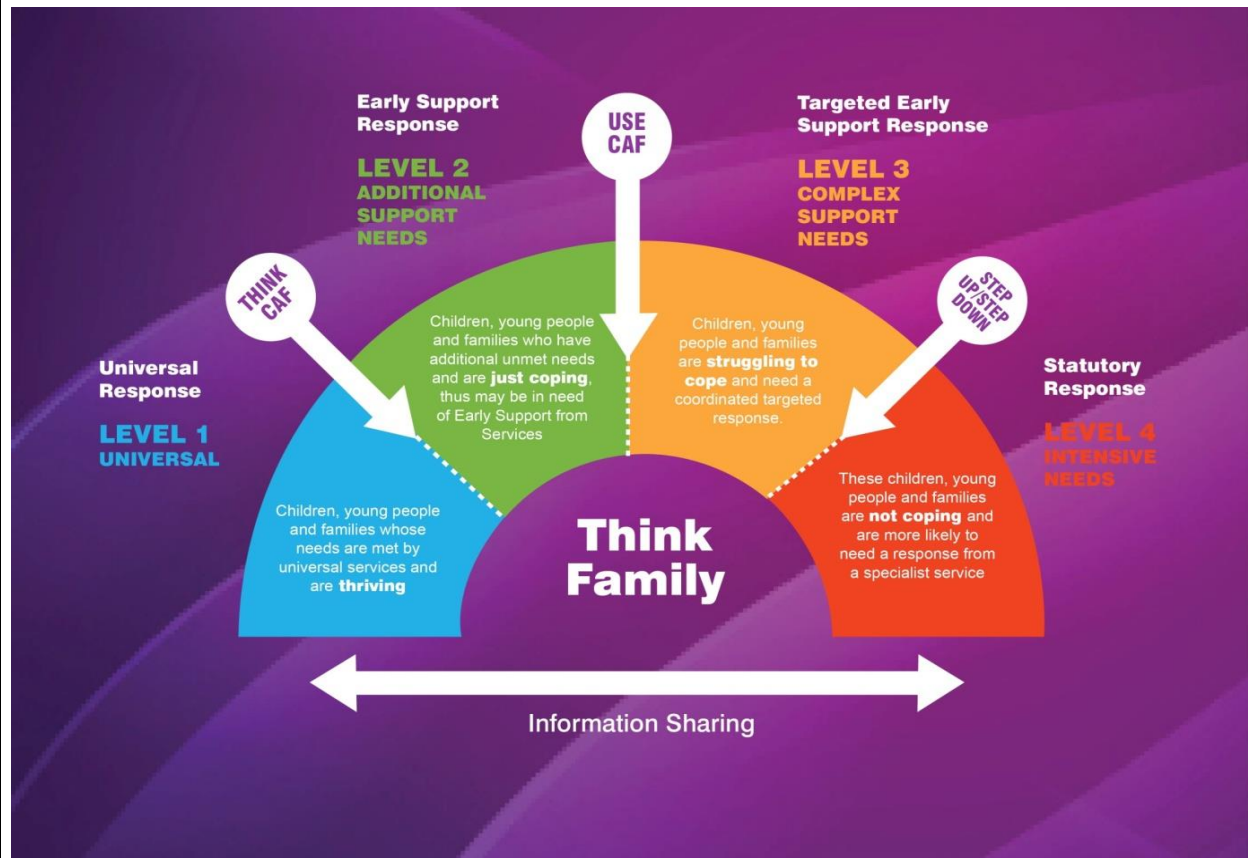 Universal
Response
LEVEL 1
UNIVERSAL
Children, young people
and families whose
needs are met by
universal services and
are thriving
THINK
CAF
Early Support
Response
LEVEL 2
ADDITIONAL
SUPPORT
NEEDS
Children, young people
and families who have
additional unmet needs
and are just coping,
thus may be in need
of Early Support from
Services
USE
CAF
Targeted Early
Support Response
LEVEL 3
COMPLEX
SUPPORT
NEEDS
Children, young
people and families
are struggling to
cope and need a
coordinated targeted
response.
STEP
UP/STEP
DOWN
Statutory
Response
LEVEL 4
INTENSIVE
NEEDS
These children, young
people and families
are not coping and
are more likely to
need a response from
a specialist service
Think
Family
Information Sharing